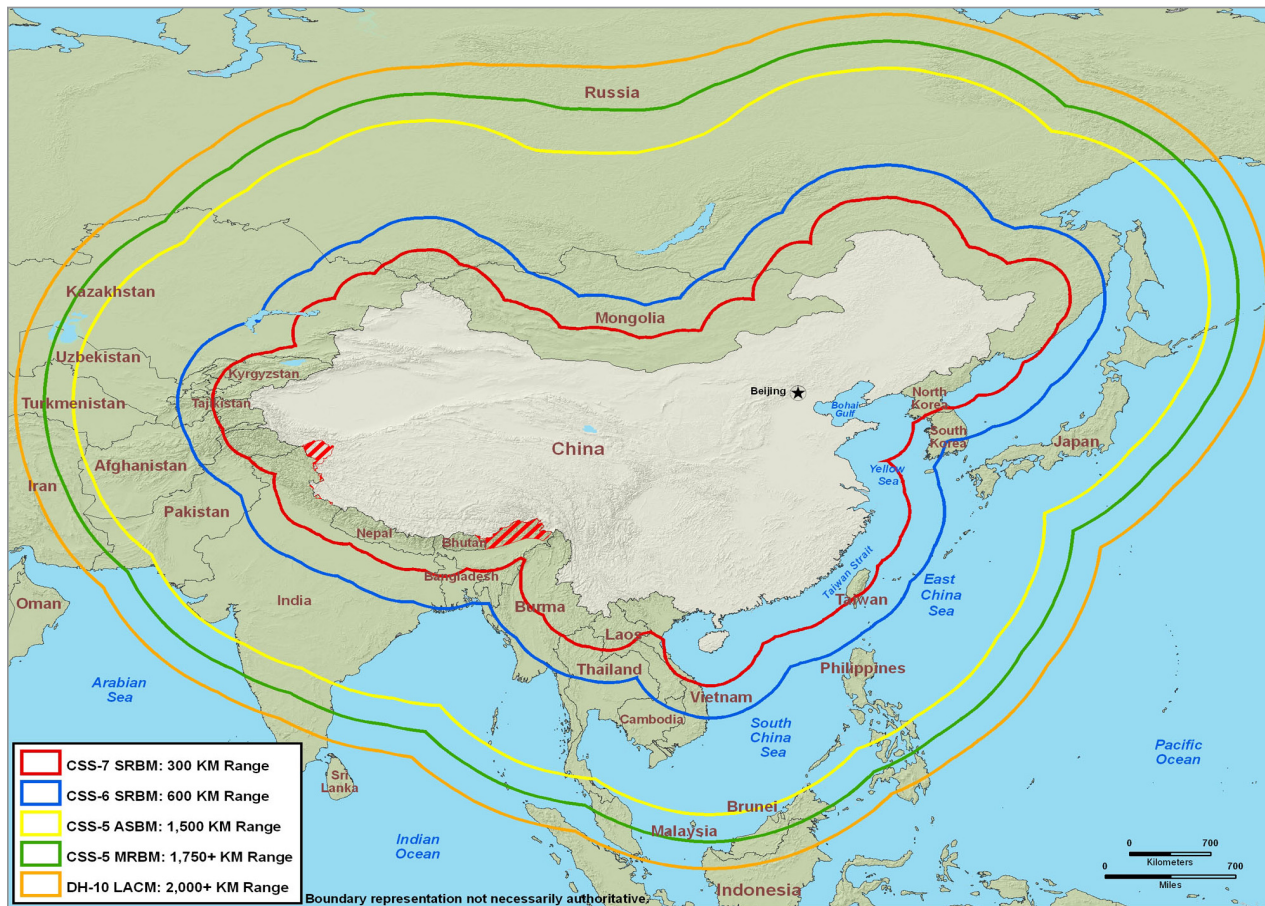 Russia
Kazakhstan
Mongolia
Uzbekistan
Kyrgyzstan
Beijing
Turkmenistan
Tajikistan
North
Korea
Bohai
Gulf
South
Korea
Japan
China
Afghanistan
Yellow
Sea
Iran
Pakistan
Nepal
Bhutan
Taiwan Strait
Bangladesh
East
China
Sea
Oman
India
Burma
Taiwan
Laos
Thailand
Philippines
Arabian
Sea
Vietnam
Cambodia
South
China
Sea
Pacific
Ocean
Sri
Lanka
Brunei
Malaysia
Indian
Ocean
Indonesia
CSS-7 SRBM: 300 KM Range
CSS-6 SRBM: 600 KM Range
CSS-5 ASBM: 1,500 KM Range
CSS-5 MRBM: 1,750+ KM Range
DH-10 LACM: 2,000+ KM Range
0 700
Kilometers
0 700
Miles
Boundary representation not necessarily authoritative.